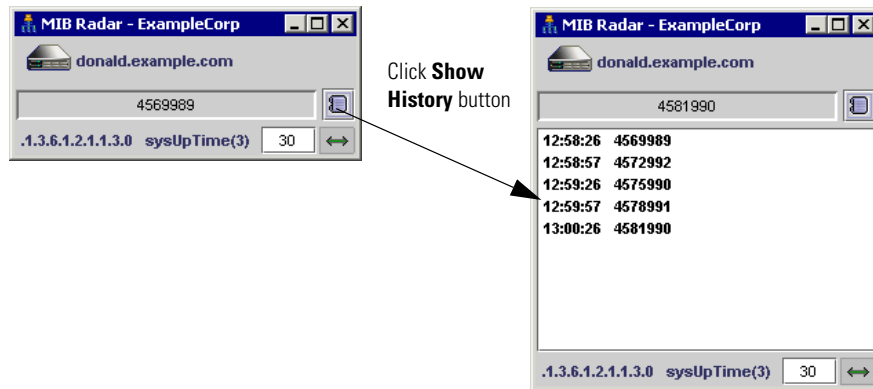 MIB Radar - ExampleCorp
donald.example.com
4569989
.1.3.6.1.2.1.1.3.0 sysUpTime(3) 30
Click Show
History button
MIB Radar - ExampleCorp
donald.example.com
4581990
12:58:26 4569989
12:58:57 4572992
12:59:26 4575990
12:59:57 4578991
13:00:26 4581990
.1.3.6.1.2.1.1.3.0 sysUpTime(3) 30